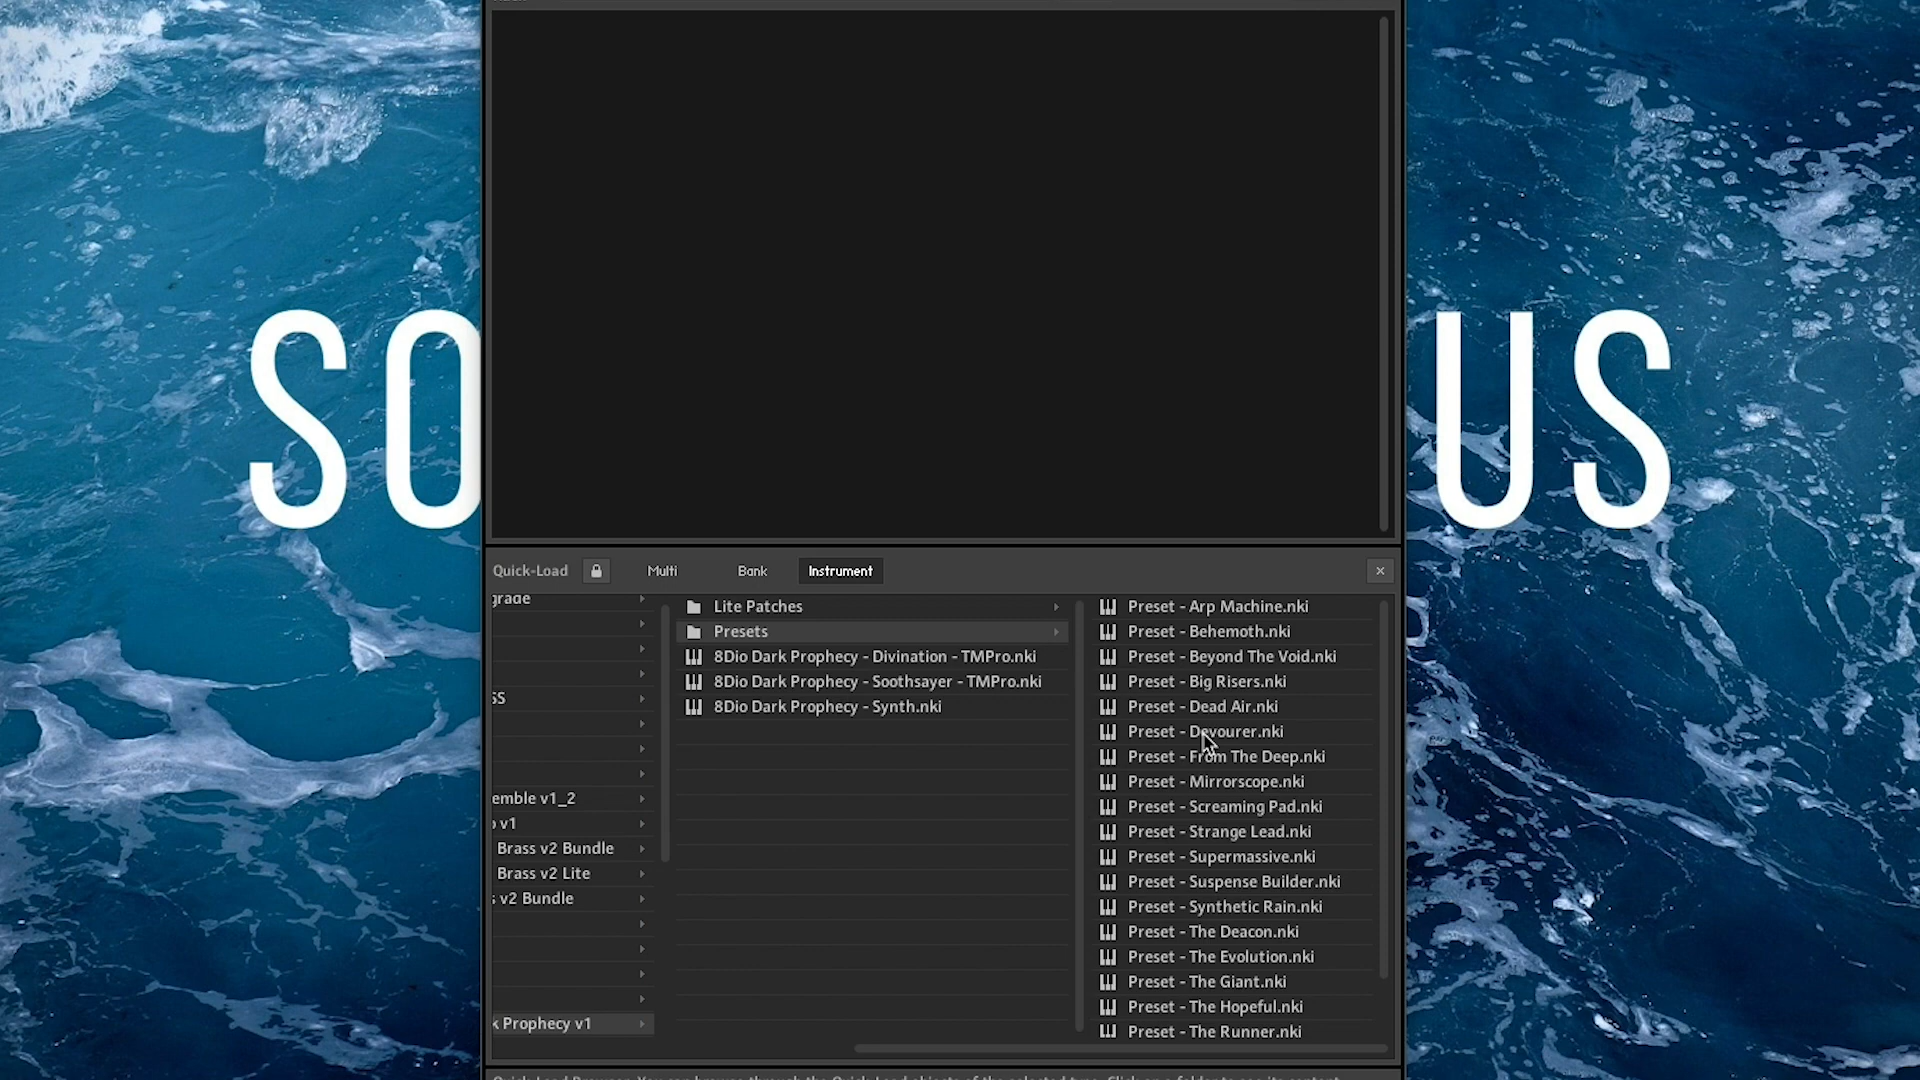 SO
US
Quick-Load
Multi
Bank
Instrument
grade
SS
emble v1_2
v1
Brass v2 Bundle
Brass v2 Lite
s v2 Bundle
k Prophecy v1
Lite Patches
Presets
8Dio Dark Prophecy - Divination - TMPro.nki
8Dio Dark Prophecy - Soothsayer - TMPro.nki
8Dio Dark Prophecy - Synth.nki
Preset - Arp Machine.nki
Preset - Behemoth.nki
Preset - Beyond The Void.nki
Preset - Big Risers.nki
Preset - Dead Air.nki
Preset - Devourer.nki
Preset - From The Deep.nki
Preset - Mirrorscope.nki
Preset - Screaming Pad.nki
Preset - Strange Lead.nki
Preset - Supermassive.nki
Preset - Suspense Builder.nki
Preset - Synthetic Rain.nki
Preset - The Deacon.nki
Preset - The Evolution.nki
Preset - The Giant.nki
Preset - The Hopeful.nki
Preset - The Runner.nki